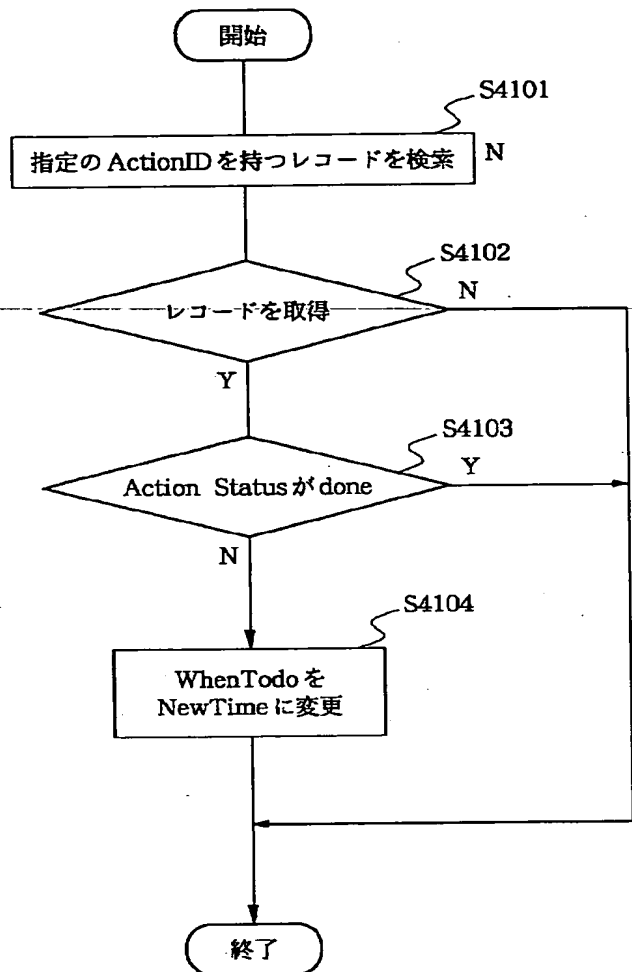 開始
S4101
指定の ActionID を持つレコードを検索
N
S4102
レコードを取得
N
Y
S4103
Action Status が done
Y
N
S4104
WhenTodo を
NewTime に変更
終了